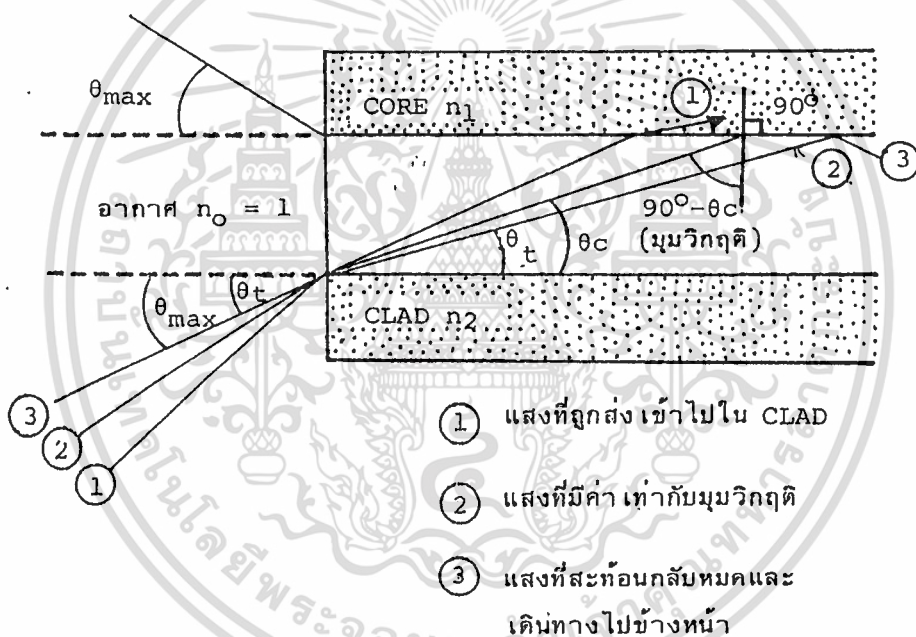 θmax
CORE n1
① 90°
② ③
อากาศ no = 1
θt θc 90°-θc
(มุมวิกฤติ)
θmax θt
CLAD n2
③
②
①
① แสงที่ถูกส่งเข้าไปใน CLAD
② แสงที่มีค่าเท่ากับมุมวิกฤติ
③ แสงที่สะท้อนกลับหมดและ
เดินทางไปข้างหน้า